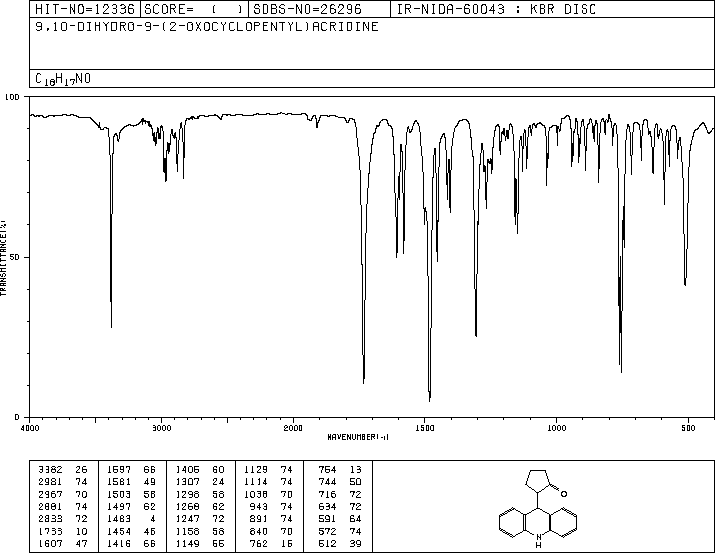 HIT-NO=12336 SCORE= ( ) SDBS-NO=26296 IR-NIDA-60043 : KBR DISC
9,10-DIHYDRO-9-(2-OXOCYCLOPENTYL)ACRIDINE
C18H17NO
100
50
0
TRANSMITTANCE(%)
4000 3000 2000 1500 1000 500
WAVENUMBER(-1)
3382 26 1597 66 1406 60 1129 74 754 13
2981 74 1581 49 1307 24 1114 74 744 50
2967 70 1503 58 1298 58 1038 70 716 72
2881 74 1497 62 1268 62 943 74 634 72
2833 72 1483 4 1247 72 891 74 591 64
1733 10 1454 46 1158 58 840 70 572 74
1607 47 1416 66 1149 55 762 15 512 39
O
N
H